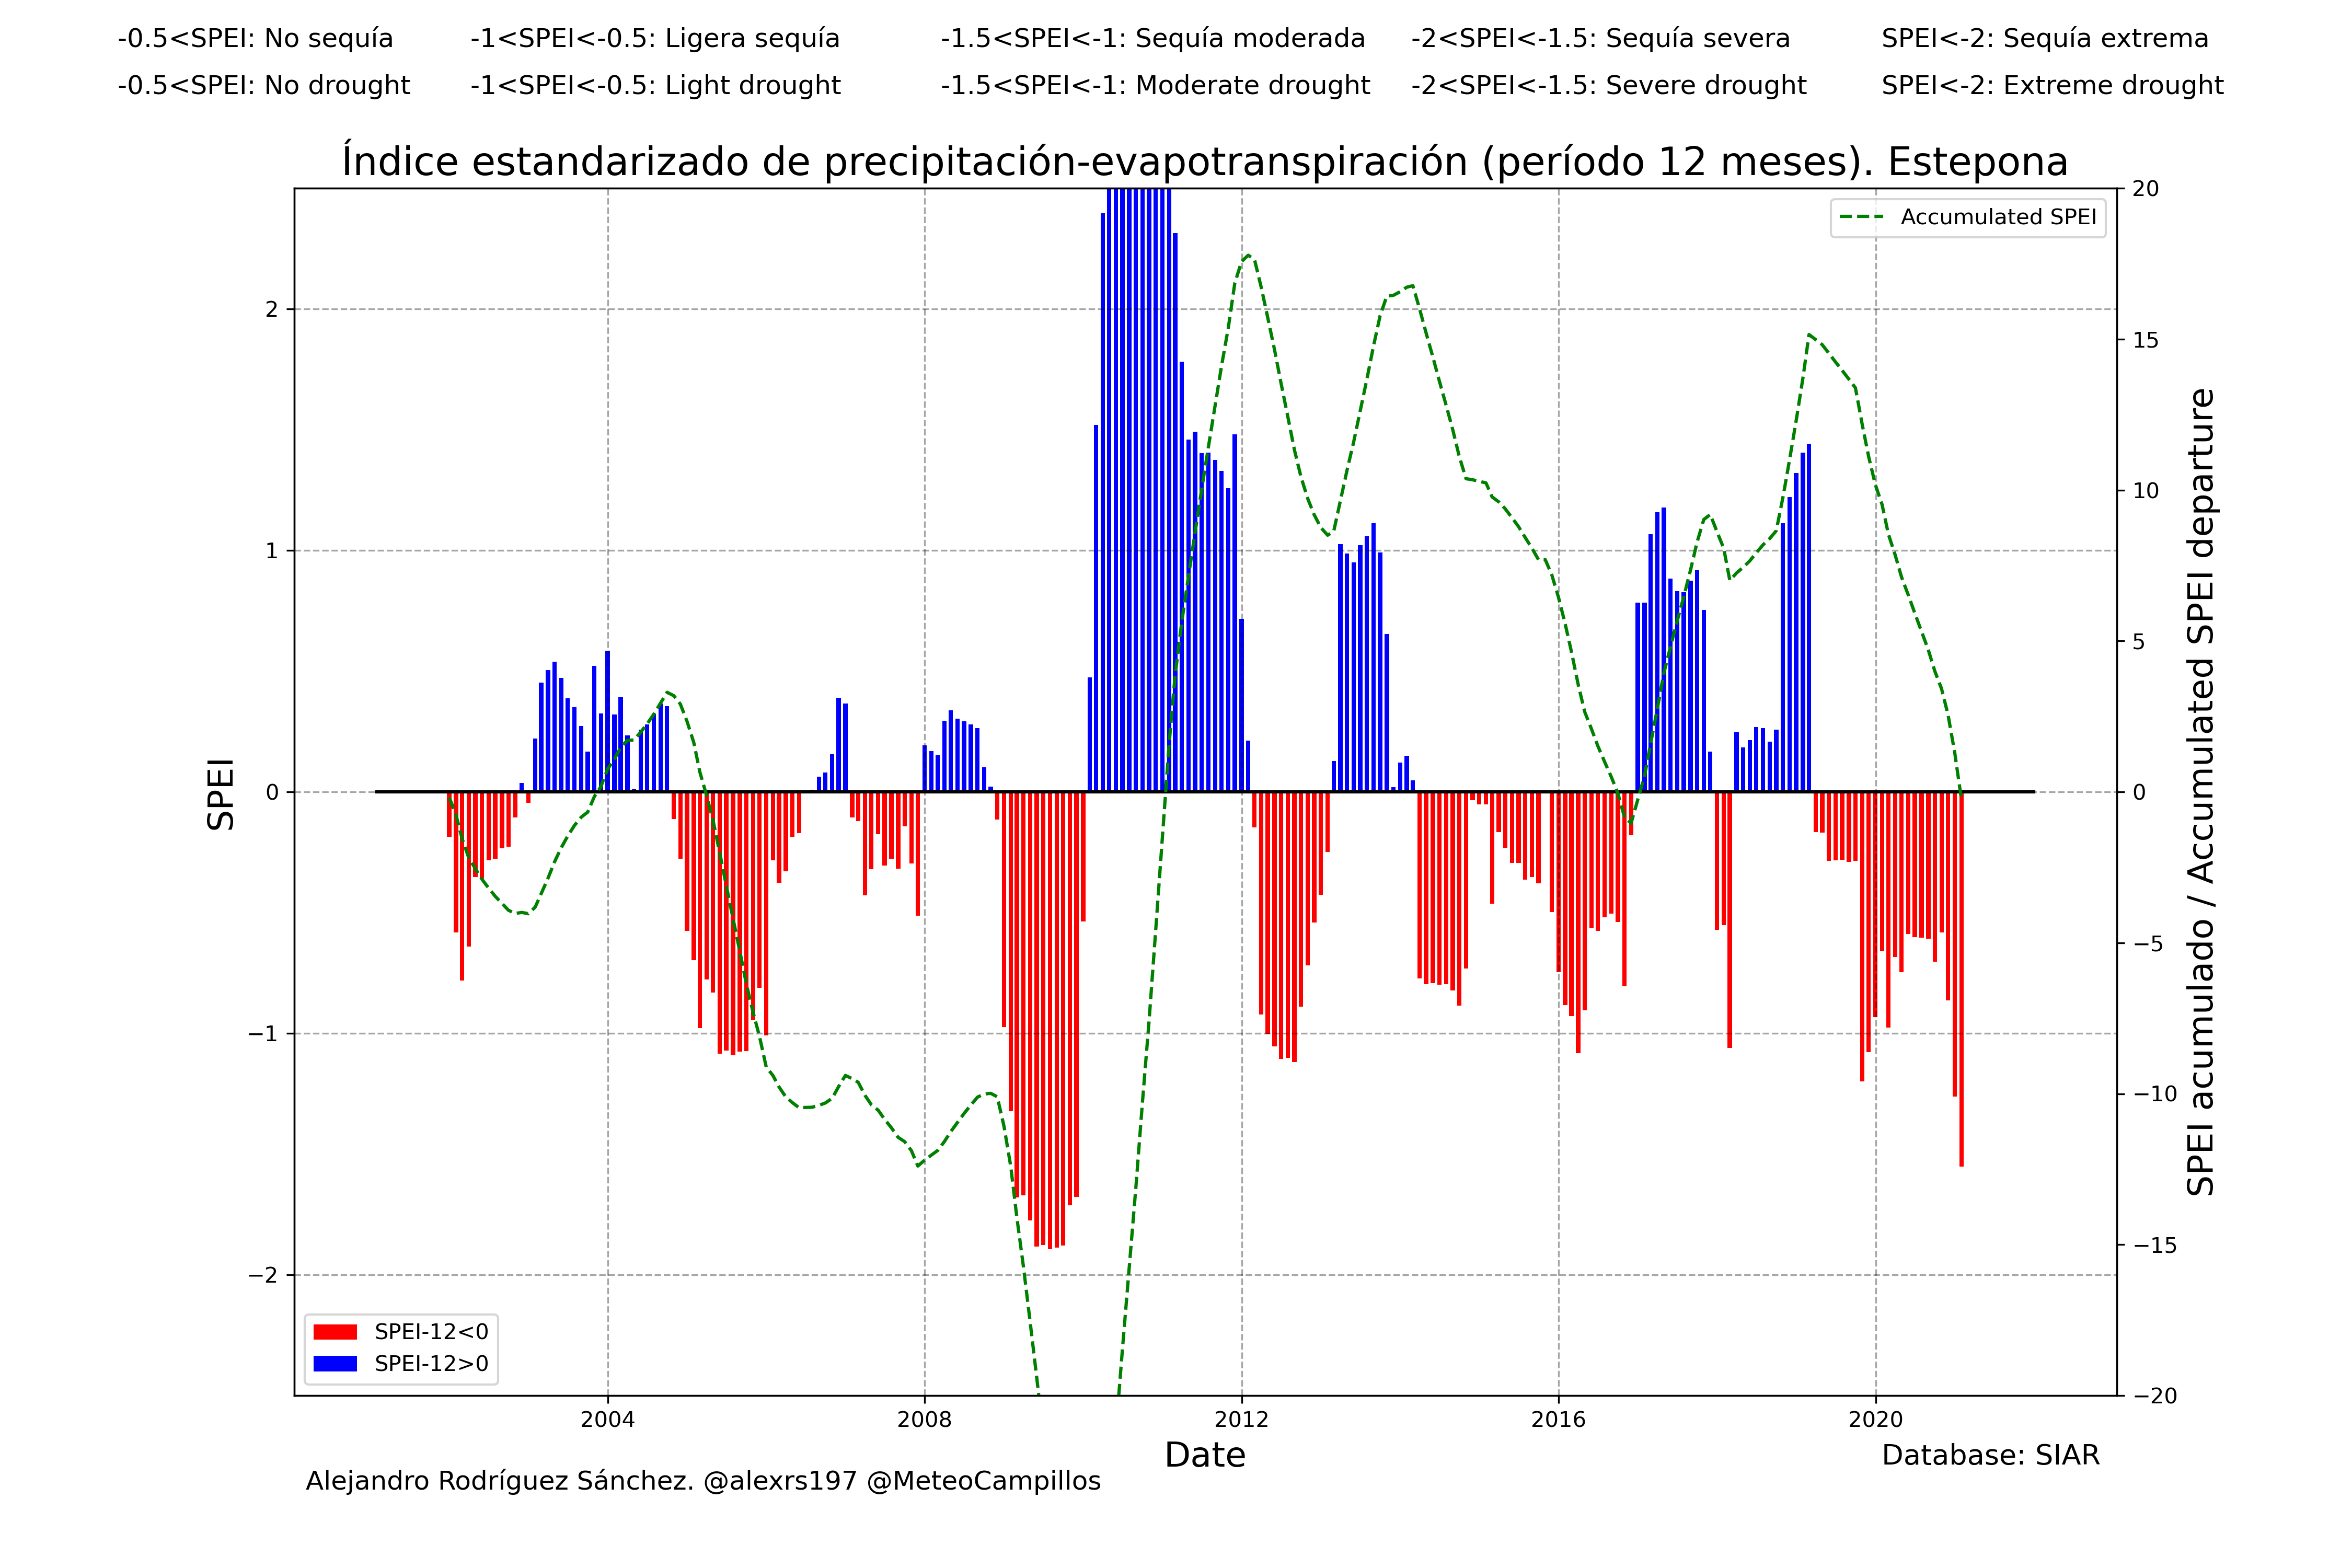 -0.5<SPEI: No sequía -1<SPEI<-0.5: Ligera sequía -1.5<SPEI<-1: Sequía moderada -2<SPEI<-1.5: Sequía severa SPEI<-2: Sequía extrema
-0.5<SPEI: No drought -1<SPEI<-0.5: Light drought -1.5<SPEI<-1: Moderate drought -2<SPEI<-1.5: Severe drought SPEI<-2: Extreme drought
Índice estandarizado de precipitación-evapotranspiración (período 12 meses). Estepona
Accumulated SPEI
SPEI
2
1
0
−1
−2
20
15
10
5
0
−5
−10
−15
−20
SPEI acumulado / Accumulated SPEI departure
SPEI-12<0
SPEI-12>0
2004 2008 2012 2016 2020
Date
Database: SIAR
Alejandro Rodríguez Sánchez. @alexrs197 @MeteoCampillos